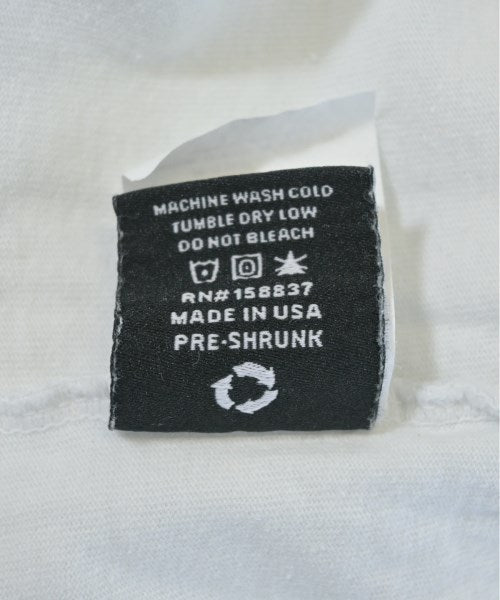 MACHINE WASH COLD
TUMBLE DRY LOW
DO NOT BLEACH
RN# 158837
MADE IN USA
PRE-SHRUNK